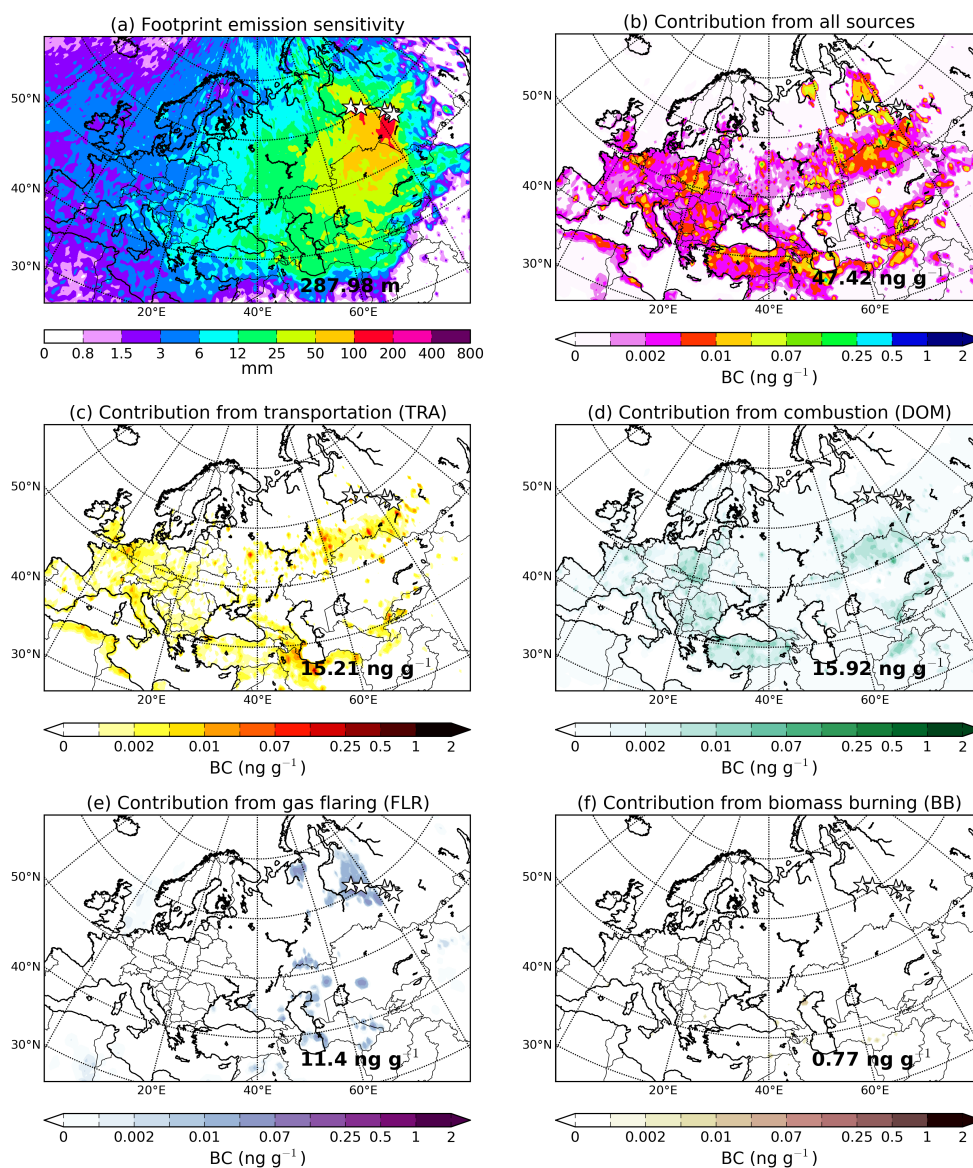 (a) Footprint emission sensitivity
50°N
40°N
30°N
287.98 m
20°E 40°E 60°E
0 0.8 1.5 3 6 12 25 50 100 200 400 800
mm
(b) Contribution from all sources
50°N
40°N
30°N
47.42 ng g⁻¹
20°E 40°E 60°E
0 0.002 0.01 0.07 0.25 0.5 1 2
BC (ng g⁻¹)
(c) Contribution from transportation (TRA)
50°N
40°N
30°N
15.21 ng g⁻¹
20°E 40°E 60°E
0 0.002 0.01 0.07 0.25 0.5 1 2
BC (ng g⁻¹)
(d) Contribution from combustion (DOM)
50°N
40°N
30°N
15.92 ng g⁻¹
20°E 40°E 60°E
0 0.002 0.01 0.07 0.25 0.5 1 2
BC (ng g⁻¹)
(e) Contribution from gas flaring (FLR)
50°N
40°N
30°N
11.4 ng g⁻¹
20°E 40°E 60°E
0 0.002 0.01 0.07 0.25 0.5 1 2
BC (ng g⁻¹)
(f) Contribution from biomass burning (BB)
50°N
40°N
30°N
0.77 ng g⁻¹
20°E 40°E 60°E
0 0.002 0.01 0.07 0.25 0.5 1 2
BC (ng g⁻¹)